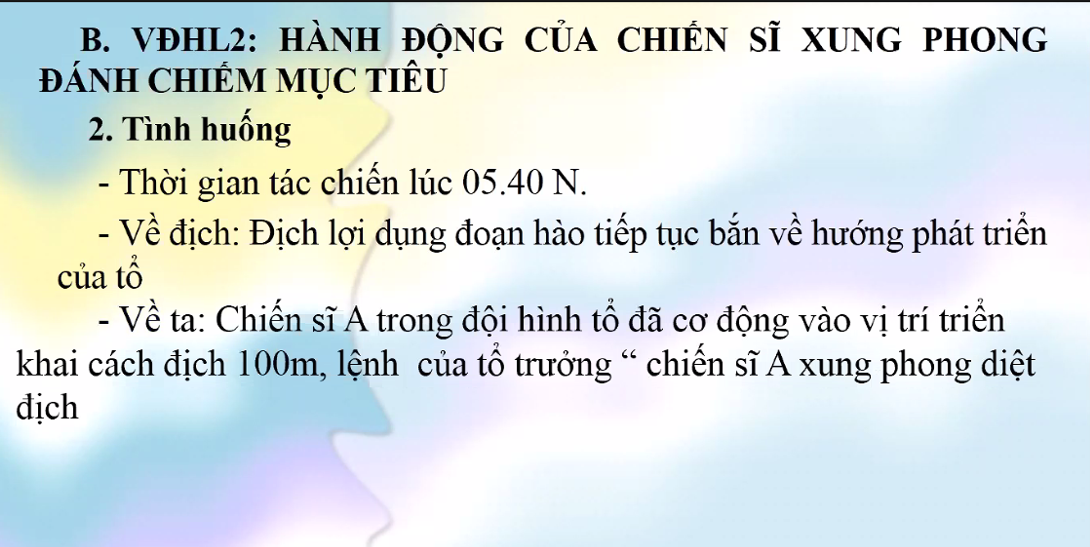 B. VĐHL2: HÀNH ĐỘNG CỦA CHIẾN SĨ XUNG PHONG
ĐÁNH CHIẾM MỤC TIÊU
2. Tình huống
- Thời gian tác chiến lúc 05.40 N.
- Về địch: Địch lợi dụng đoạn hào tiếp tục bắn về hướng phát triển
của tổ
- Về ta: Chiến sĩ A trong đội hình tổ đã cơ động vào vị trí triển
khai cách địch 100m, lệnh của tổ trưởng “ chiến sĩ A xung phong diệt
địch